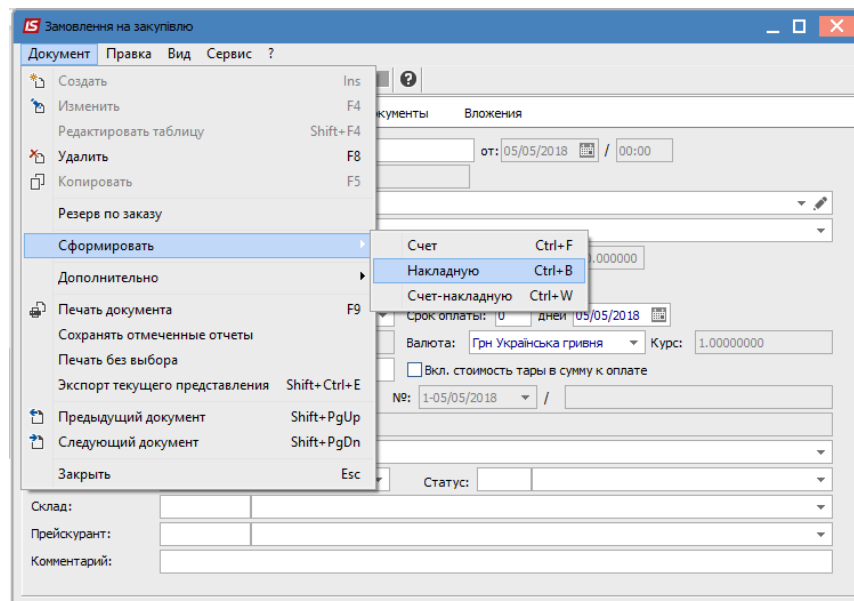 IS Замовлення на закупівлю
Документ Правка Вид Сервис ?
Создать Ins
Изменить F4
Редактировать таблицу Shift+F4
Удалить F8
Копировать F5
Резерв по заказу
Сформировать
Дополнительно
Печать документа F9
Сохранять отмеченные отчеты
Печать без выбора
Экспорт текущего представления Shift+Ctrl+E
Предыдущий документ Shift+PgUp
Следующий документ Shift+PgDn
Закрыть Esc
Счет Ctrl+F
Накладную Ctrl+B
Счет-накладную Ctrl+W
Вложения
от: 05/05/2018 / 00:00
.000000
Срок оплаты: 0 дней 05/05/2018
Валюта: Грн Українська гривня Курс: 1.00000000
Вкл. стоимость тары в сумму к оплате
№: 1-05/05/2018 /
Статус:
Склад:
Прейскурант:
Комментарий: